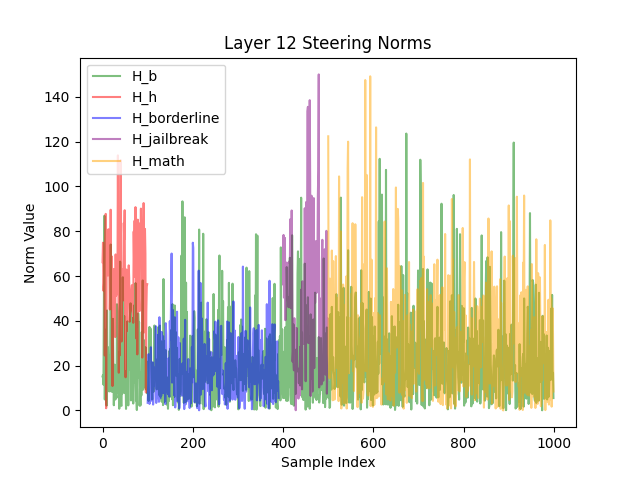 Layer 12 Steering Norms
H_b
H_h
H_borderline
H_jailbreak
H_math
Norm Value
140
120
100
80
60
40
20
0
0 200 400 600 800 1000
Sample Index